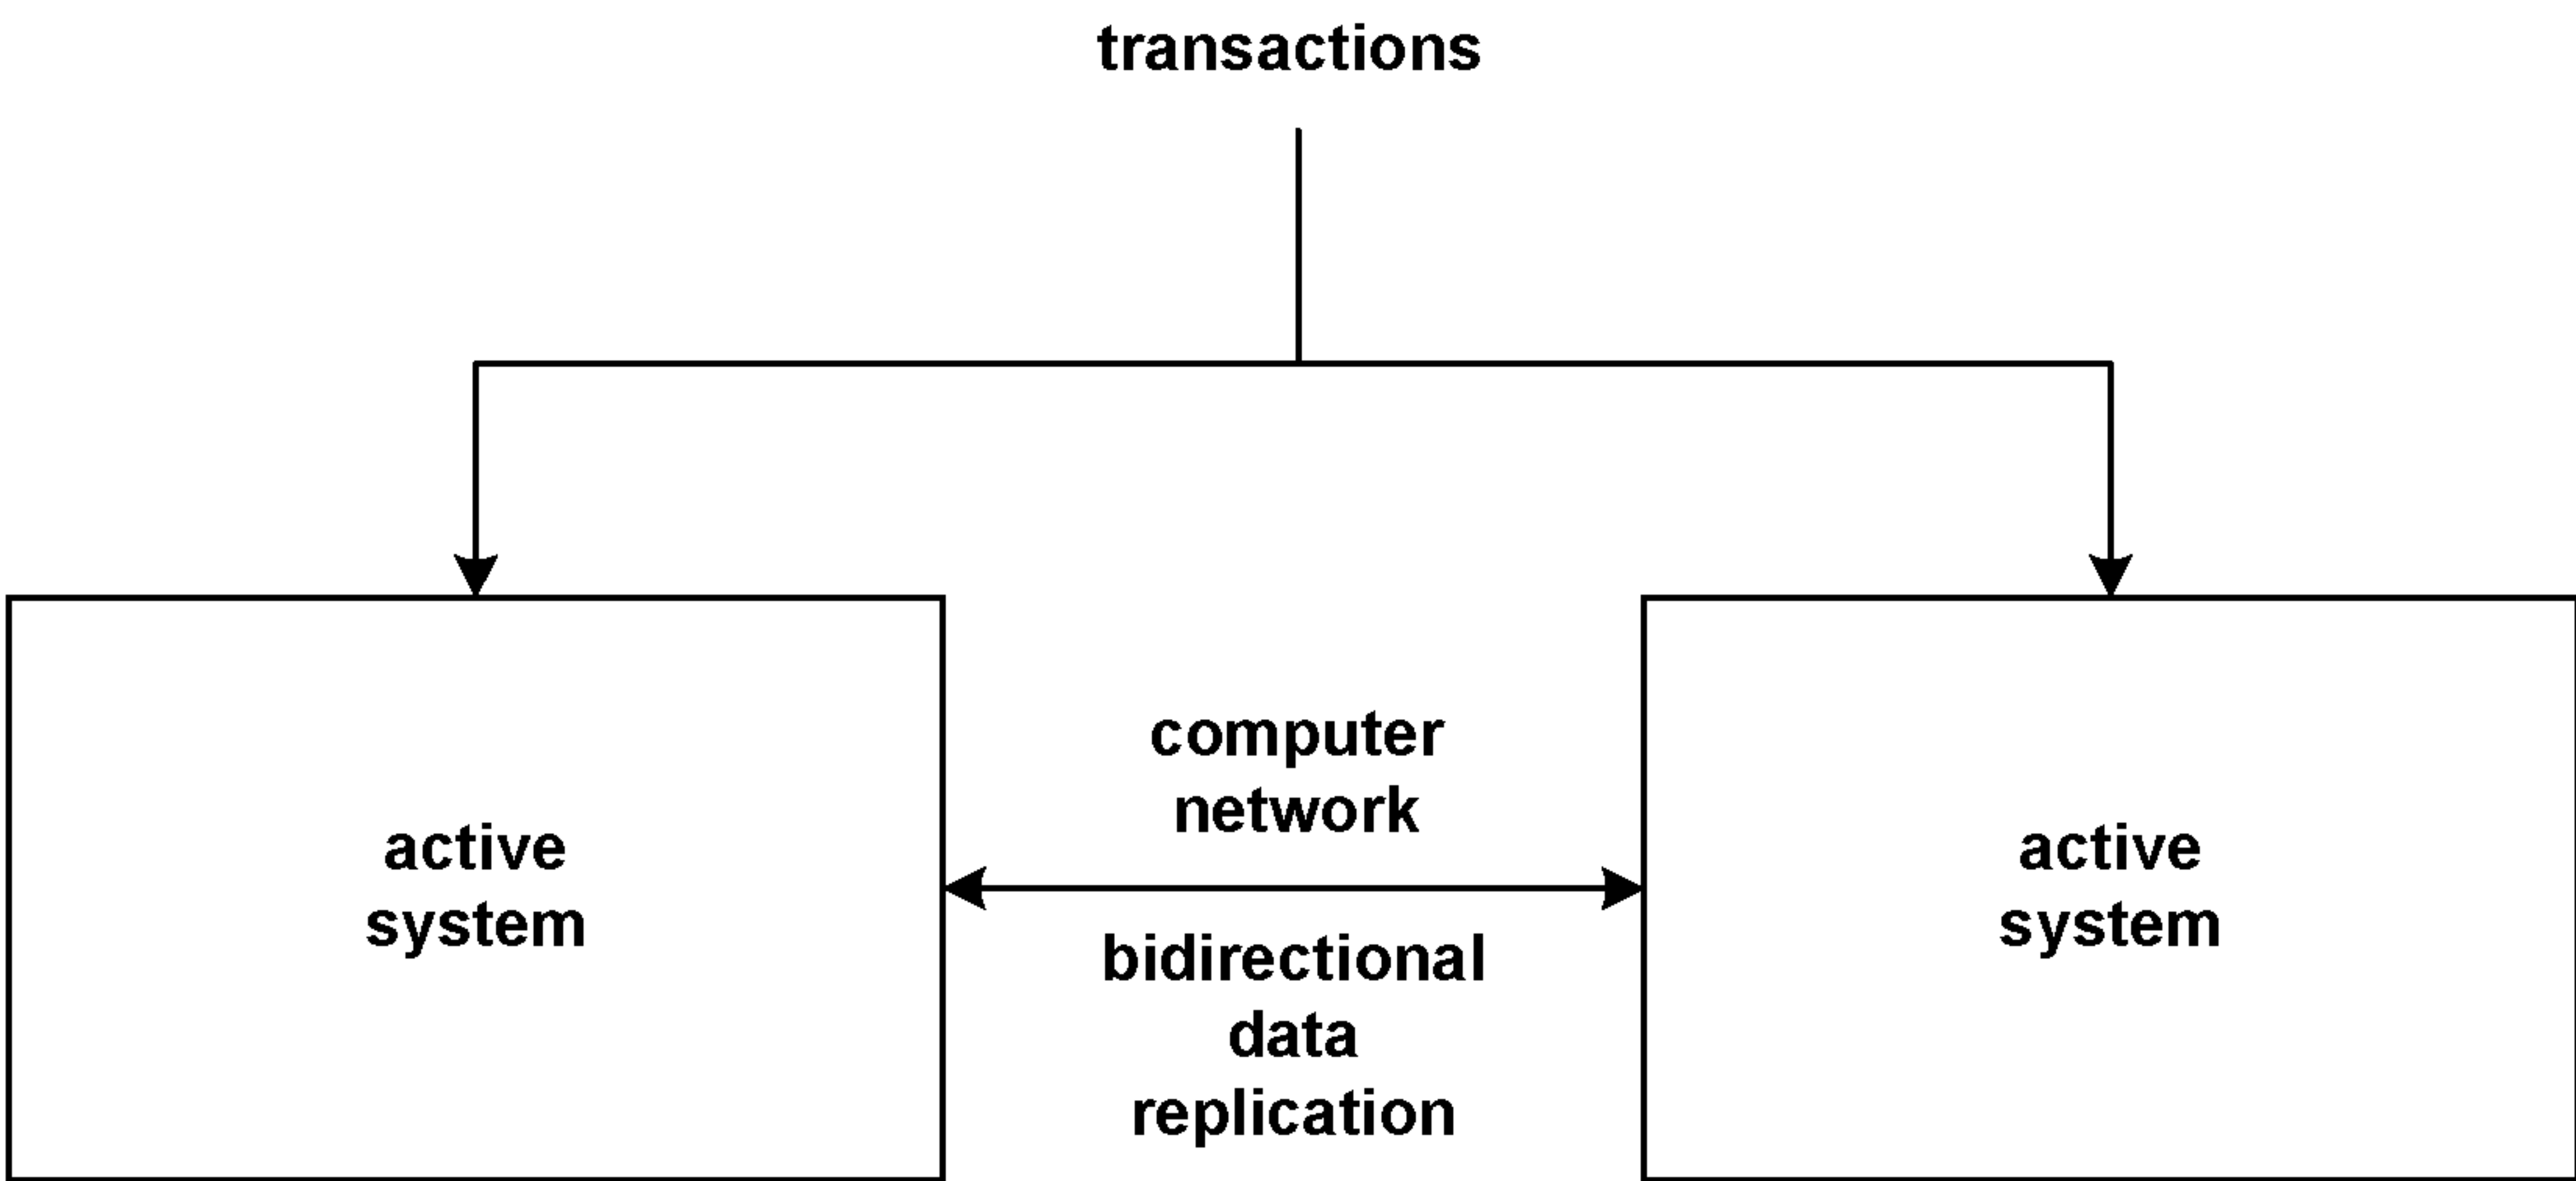 transactions
computer
network
active
system
active
system
bidirectional
data
replication